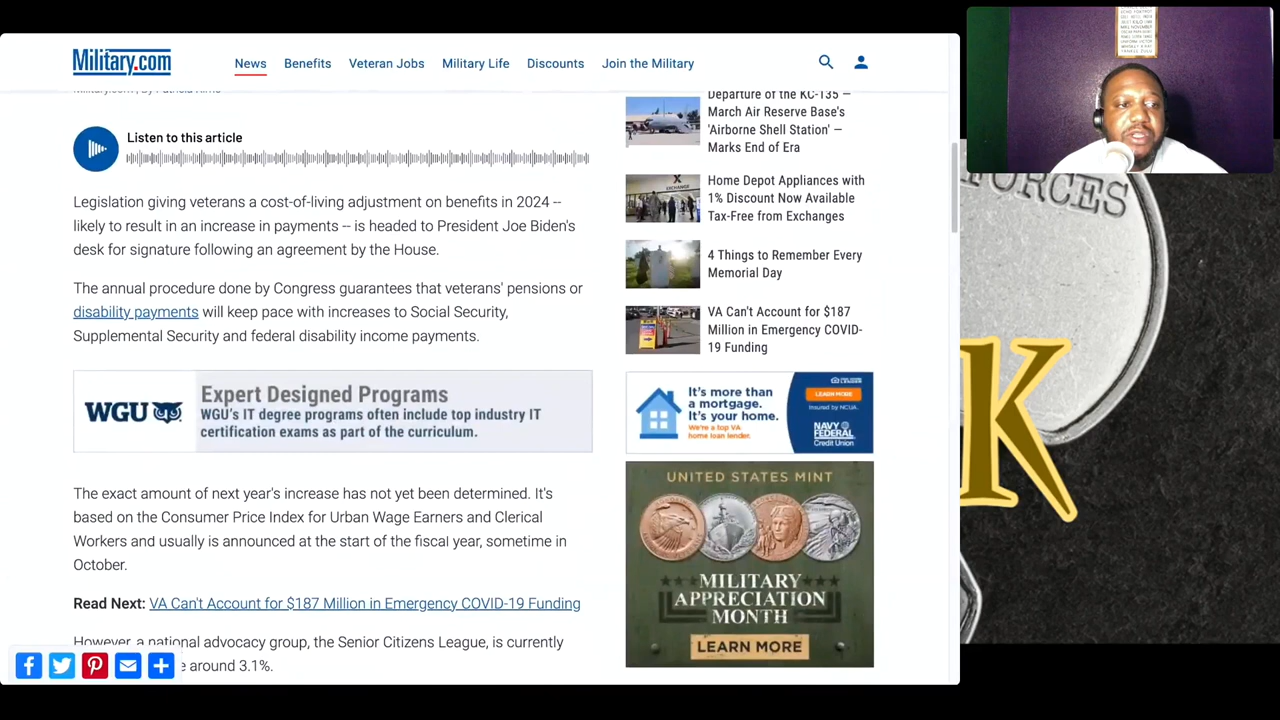 Military.com
News
Benefits
Veteran Jobs
Military Life
Discounts
Join the Military
Listen to this article
Legislation giving veterans a cost-of-living adjustment on benefits in 2024 --
likely to result in an increase in payments -- is headed to President Joe Biden's
desk for signature following an agreement by the House.
The annual procedure done by Congress guarantees that veterans' pensions or
disability payments will keep pace with increases to Social Security,
Supplemental Security and federal disability income payments.
WGU
Expert Designed Programs
WGU's IT degree programs often include top industry IT
certification exams as part of the curriculum.
The exact amount of next year's increase has not yet been determined. It's
based on the Consumer Price Index for Urban Wage Earners and Clerical
Workers and usually is announced at the start of the fiscal year, sometime in
October.
Read Next: VA Can't Account for $187 Million in Emergency COVID-19 Funding
However, a national advocacy group, the Senior Citizens League, is currently
around 3.1%.
Departure of the KC-135 —
March Air Reserve Base's
'Airborne Shell Station' —
Marks End of Era
Home Depot Appliances with
1% Discount Now Available
Tax-Free from Exchanges
4 Things to Remember Every
Memorial Day
VA Can't Account for $187
Million in Emergency COVID-
19 Funding
It's more than
a mortgage.
It's your home.
We're a top VA
home loan lender.
LEARN MORE
Insured by NCUA.
NAVY
FEDERAL
Credit Union
UNITED STATES MINT
MILITARY
APPRECIATION
MONTH
LEARN MORE
FORCES
K